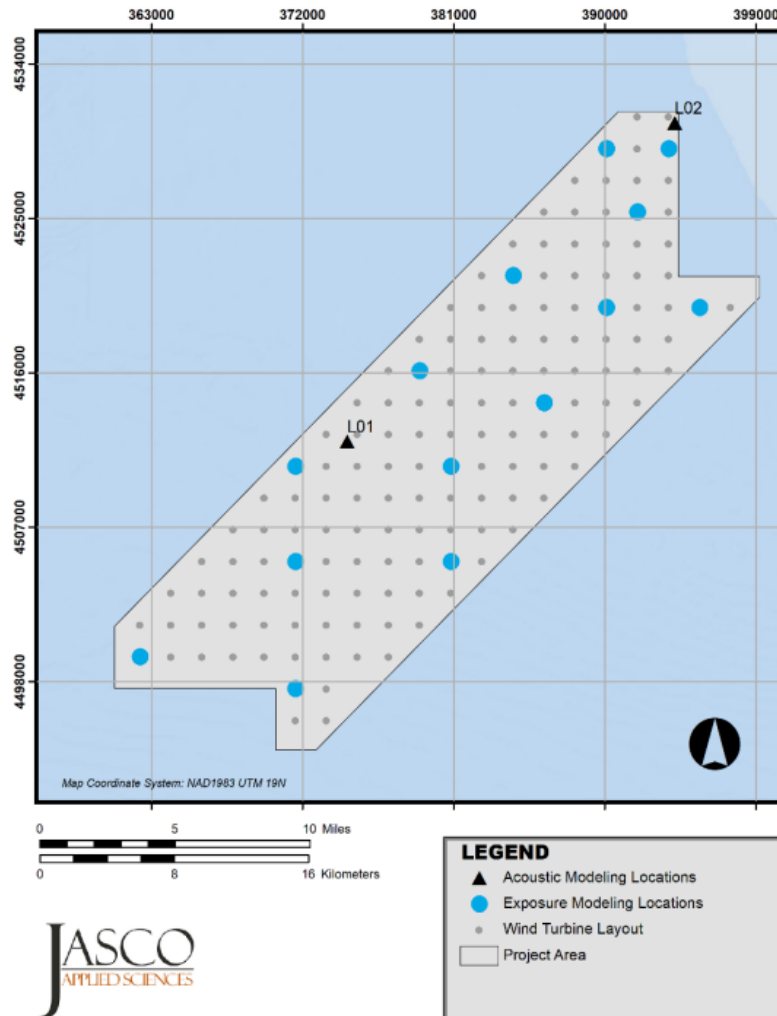 363000 372000 381000 390000 399000
4534000
4525000
4516000
4507000
4498000
L02
L01
Map Coordinate System: NAD1983 UTM 19N
0 5 10 Miles
0 8 16 Kilometers
LEGEND
Acoustic Modeling Locations
Exposure Modeling Locations
Wind Turbine Layout
Project Area
JASCO
APPLIED SCIENCES